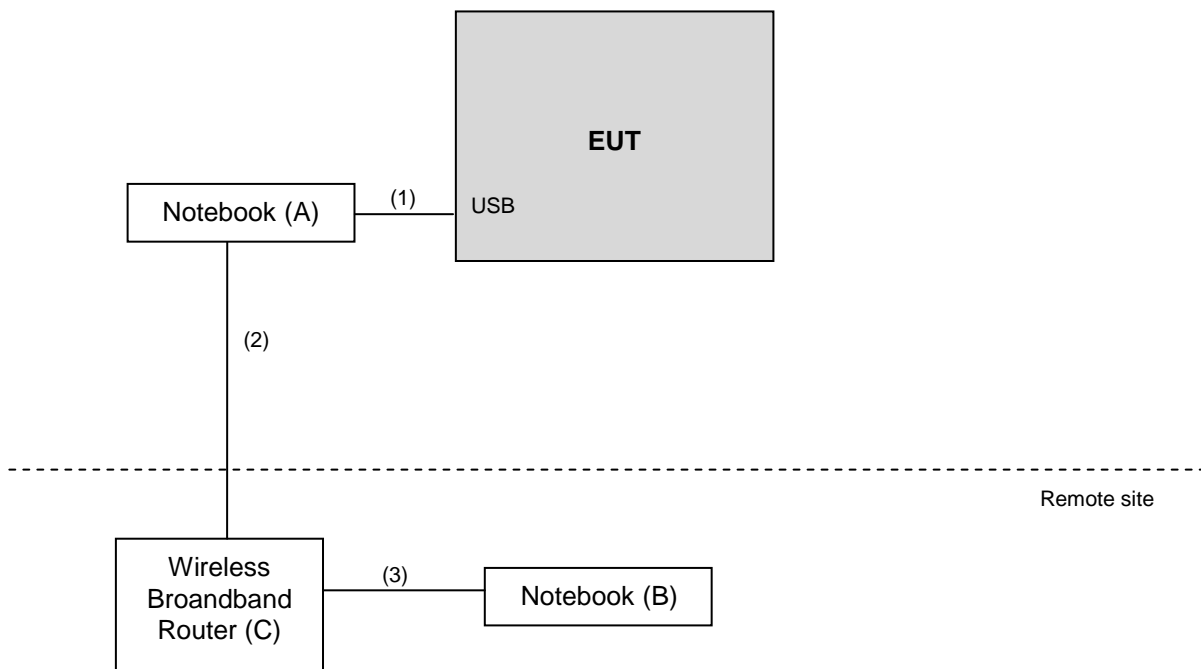 EUT
Notebook (A)
(1)
USB
(2)
Remote site
Wireless
Broandband
Router (C)
(3)
Notebook (B)